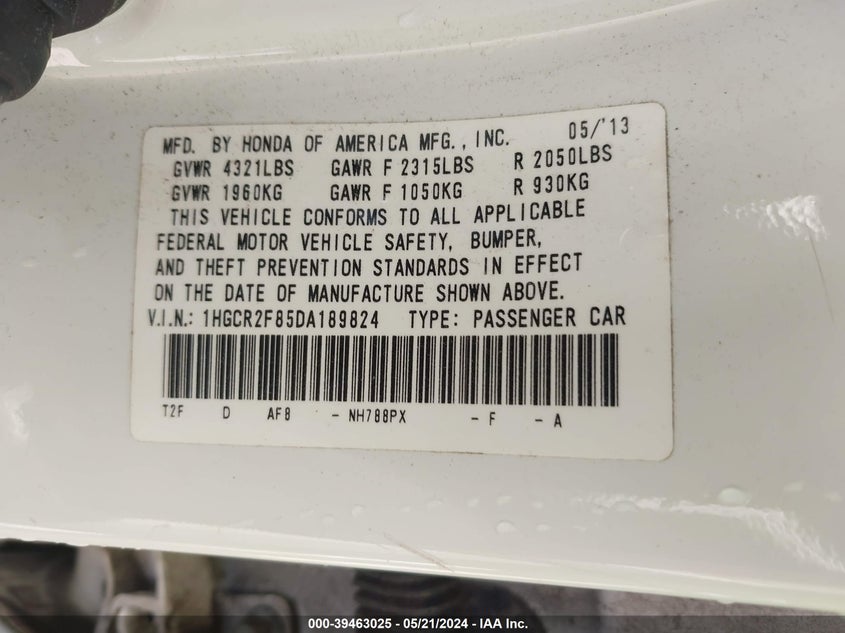 MFD. BY HONDA OF AMERICA MFG., INC. 05/'13
GVWR 4321LBS GAWR F 2315LBS R 2050LBS
GVWR 1960KG GAWR F 1050KG R 930KG
THIS VEHICLE CONFORMS TO ALL APPLICABLE
FEDERAL MOTOR VEHICLE SAFETY, BUMPER,
AND THEFT PREVENTION STANDARDS IN EFFECT
ON THE DATE OF MANUFACTURE SHOWN ABOVE.
V.I.N.: 1HGCR2F85DA189824 TYPE: PASSENGER CAR
T2F D AF8 - NH788PX - F - A
000-39463025 - 05/21/2024 - IAA Inc.